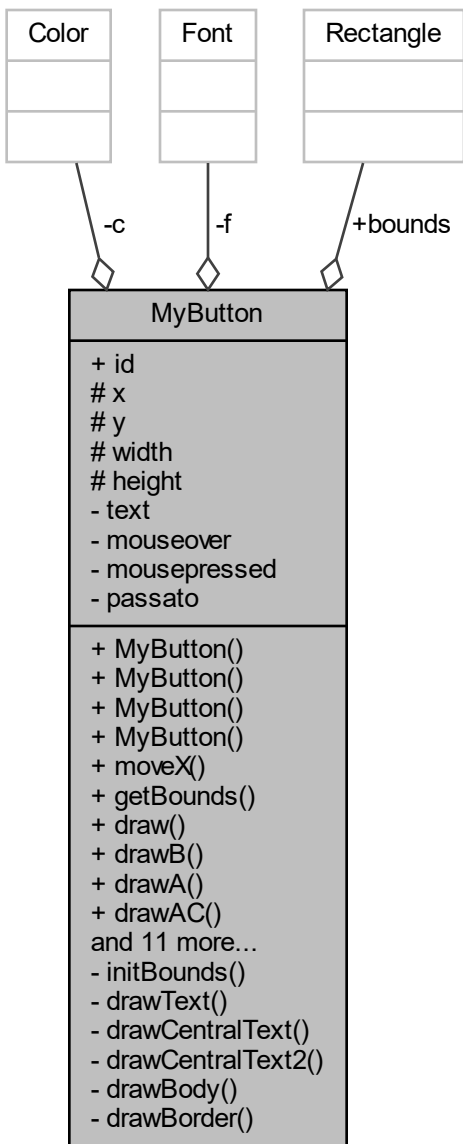 Color Font Rectangle
-c -f +bounds
MyButton
+ id
# x
# y
# width
# height
- text
- mouseover
- mousepressed
- passato
+ MyButton()
+ MyButton()
+ MyButton()
+ MyButton()
+ moveX()
+ getBounds()
+ draw()
+ drawB()
+ drawA()
+ drawAC()
and 11 more...
- initBounds()
- drawText()
- drawCentralText()
- drawCentralText2()
- drawBody()
- drawBorder()